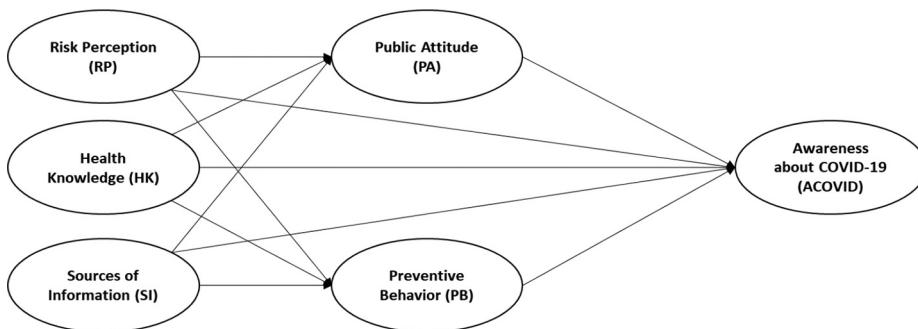 Risk Perception
(RP)
Public Attitude
(PA)
Health
Knowledge (HK)
Awareness
about COVID-19
(ACOVID)
Sources of
Information (SI)
Preventive
Behavior (PB)